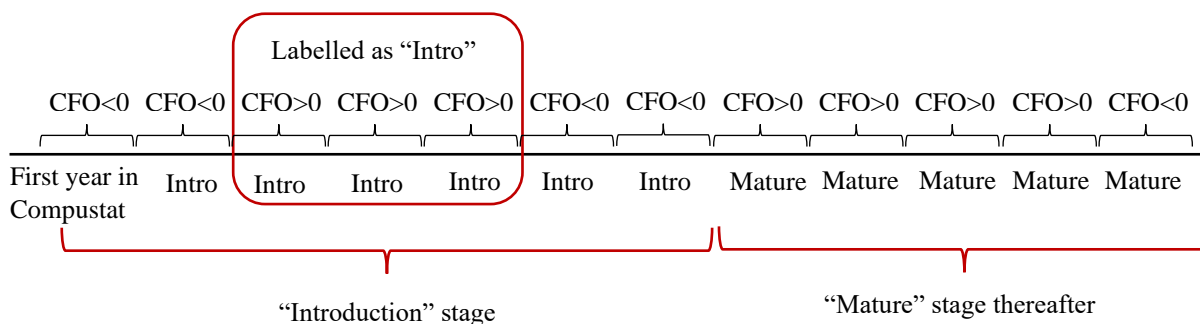 Labelled as “Intro”
CFO<0 CFO<0 CFO>0 CFO>0 CFO>0 CFO<0 CFO<0 CFO>0 CFO>0 CFO>0 CFO>0 CFO<0
First year in Compustat Intro Intro Intro Intro Intro Intro Mature Mature Mature Mature Mature
“Introduction” stage “Mature” stage thereafter